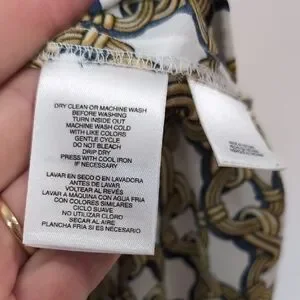 DRY CLEAN OR MACHINE WASH
BEFORE WASHING
TURN INSIDE OUT
MACHINE WASH COLD
WITH LIKE COLORS
GENTLE CYCLE
DO NOT BLEACH
DRIP DRY
PRESS WITH COOL IRON
IF NECESSARY
LAVAR EN SECO Ó EN LAVADORA
ANTES DE LAVAR
VOLTEAR AL REVÉS
LAVAR A MAQUINA CON AGUA FRIA
CON COLORES SIMILARES
CICLO SUAVE
NO UTILIZAR CLORO
SECAR AL AIRE
PLANCHA FRIA SI ES NECESARIO